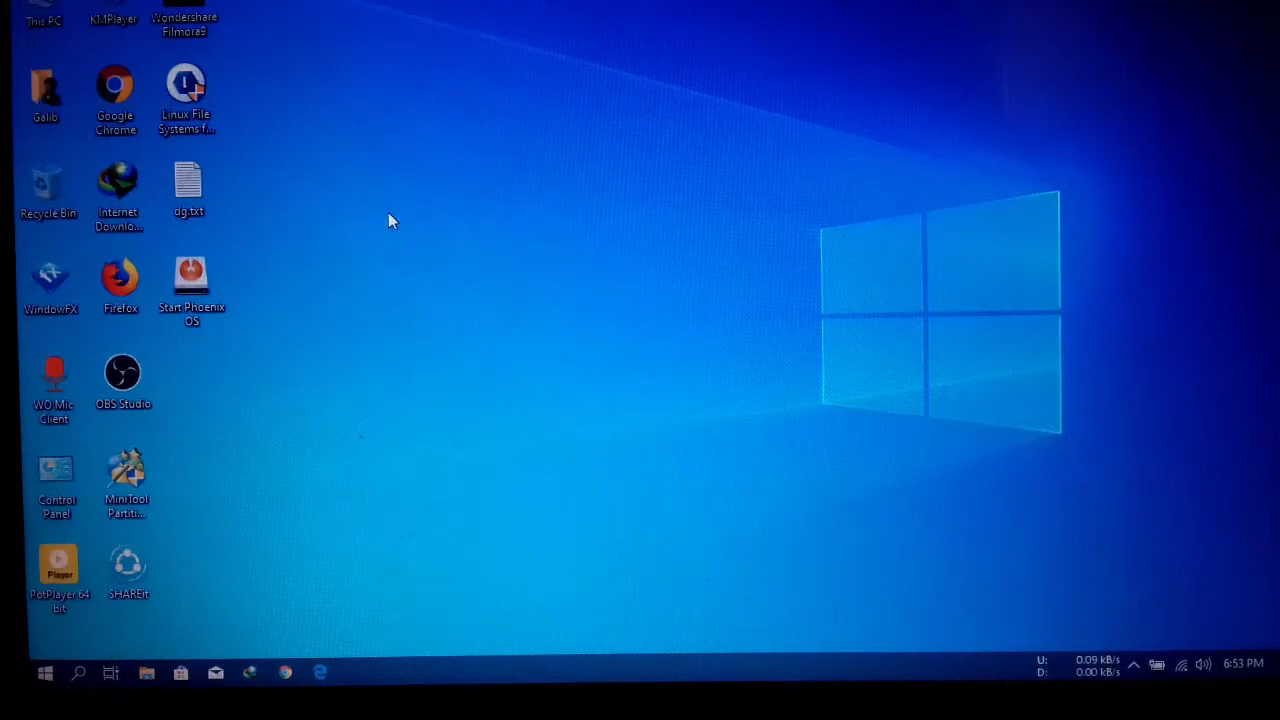 This PC
KMPlayer
Wondershare
Filmora9
Galib
Google
Chrome
Linux File
Systems f...
Recycle Bin
Internet
Downlo...
dg.txt
WindowFX
Firefox
Start Phoenix
OS
WO Mic
Client
OBS Studio
Control
Panel
MiniTool
Partiti...
Player
PotPlayer 64
bit
SHAREit
U: 0.09 kB/s
D: 0.00 kB/s
6:53 PM